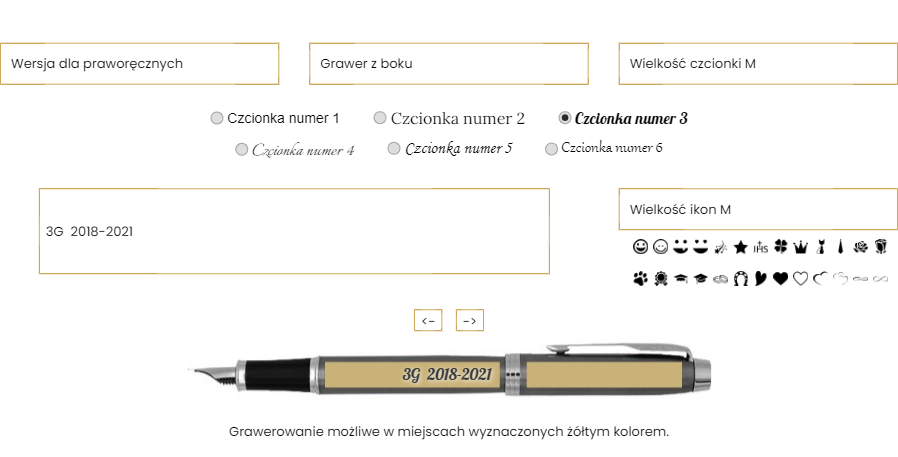 Wersja dla praworęcznych
Grawer z boku
Wielkość czcionki M
Czcionka numer 1
Czcionka numer 2
Czcionka numer 3
Czcionka numer 4
Czcionka numer 5
Czcionka numer 6
3G 2018-2021
Wielkość ikon M
IHS
<- ->
3G 2018-2021
Grawerowanie możliwe w miejscach wyznaczonych żółtym kolorem.